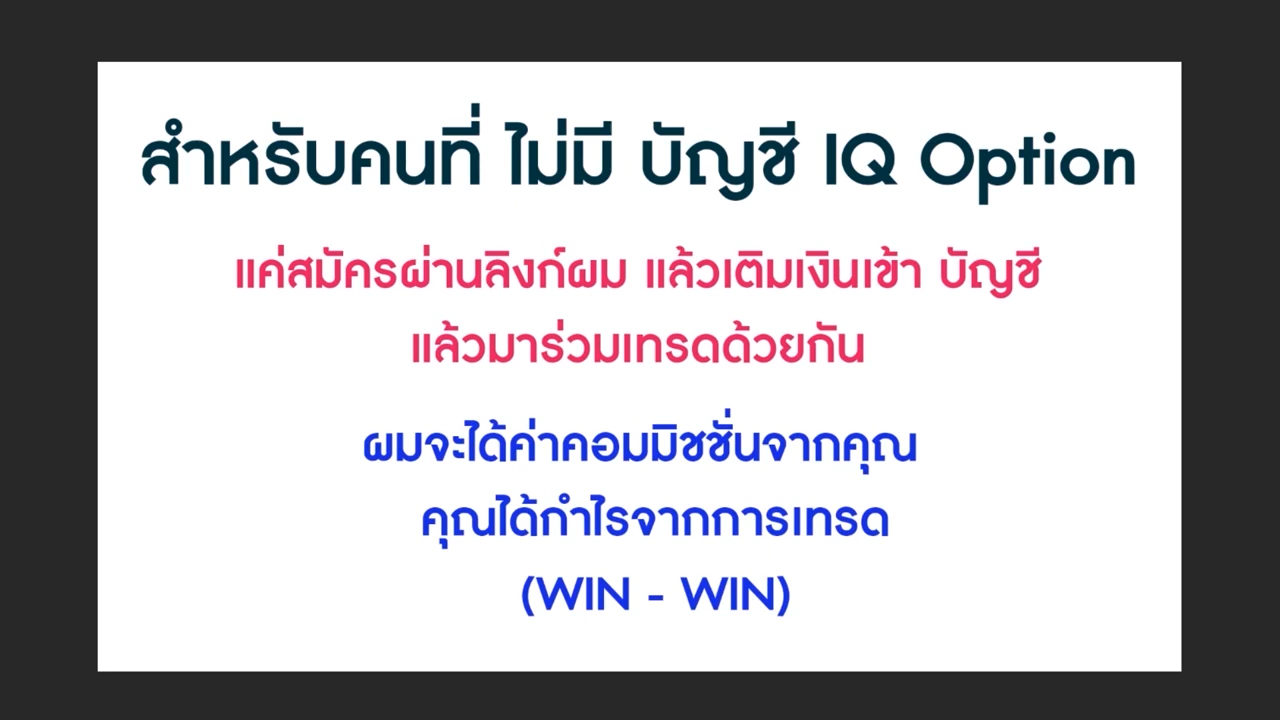 สำหรับคนที่ ไม่มี บัญชี IQ Option
แค่สมัครผ่านลิงก์ผม แล้วเติมเงินเข้า บัญชี
แล้วมาร่วมเทรดด้วยกัน
ผมจะได้ค่าคอมมิชชั่นจากคุณ
คุณได้กำไรจากการเทรด
(WIN - WIN)